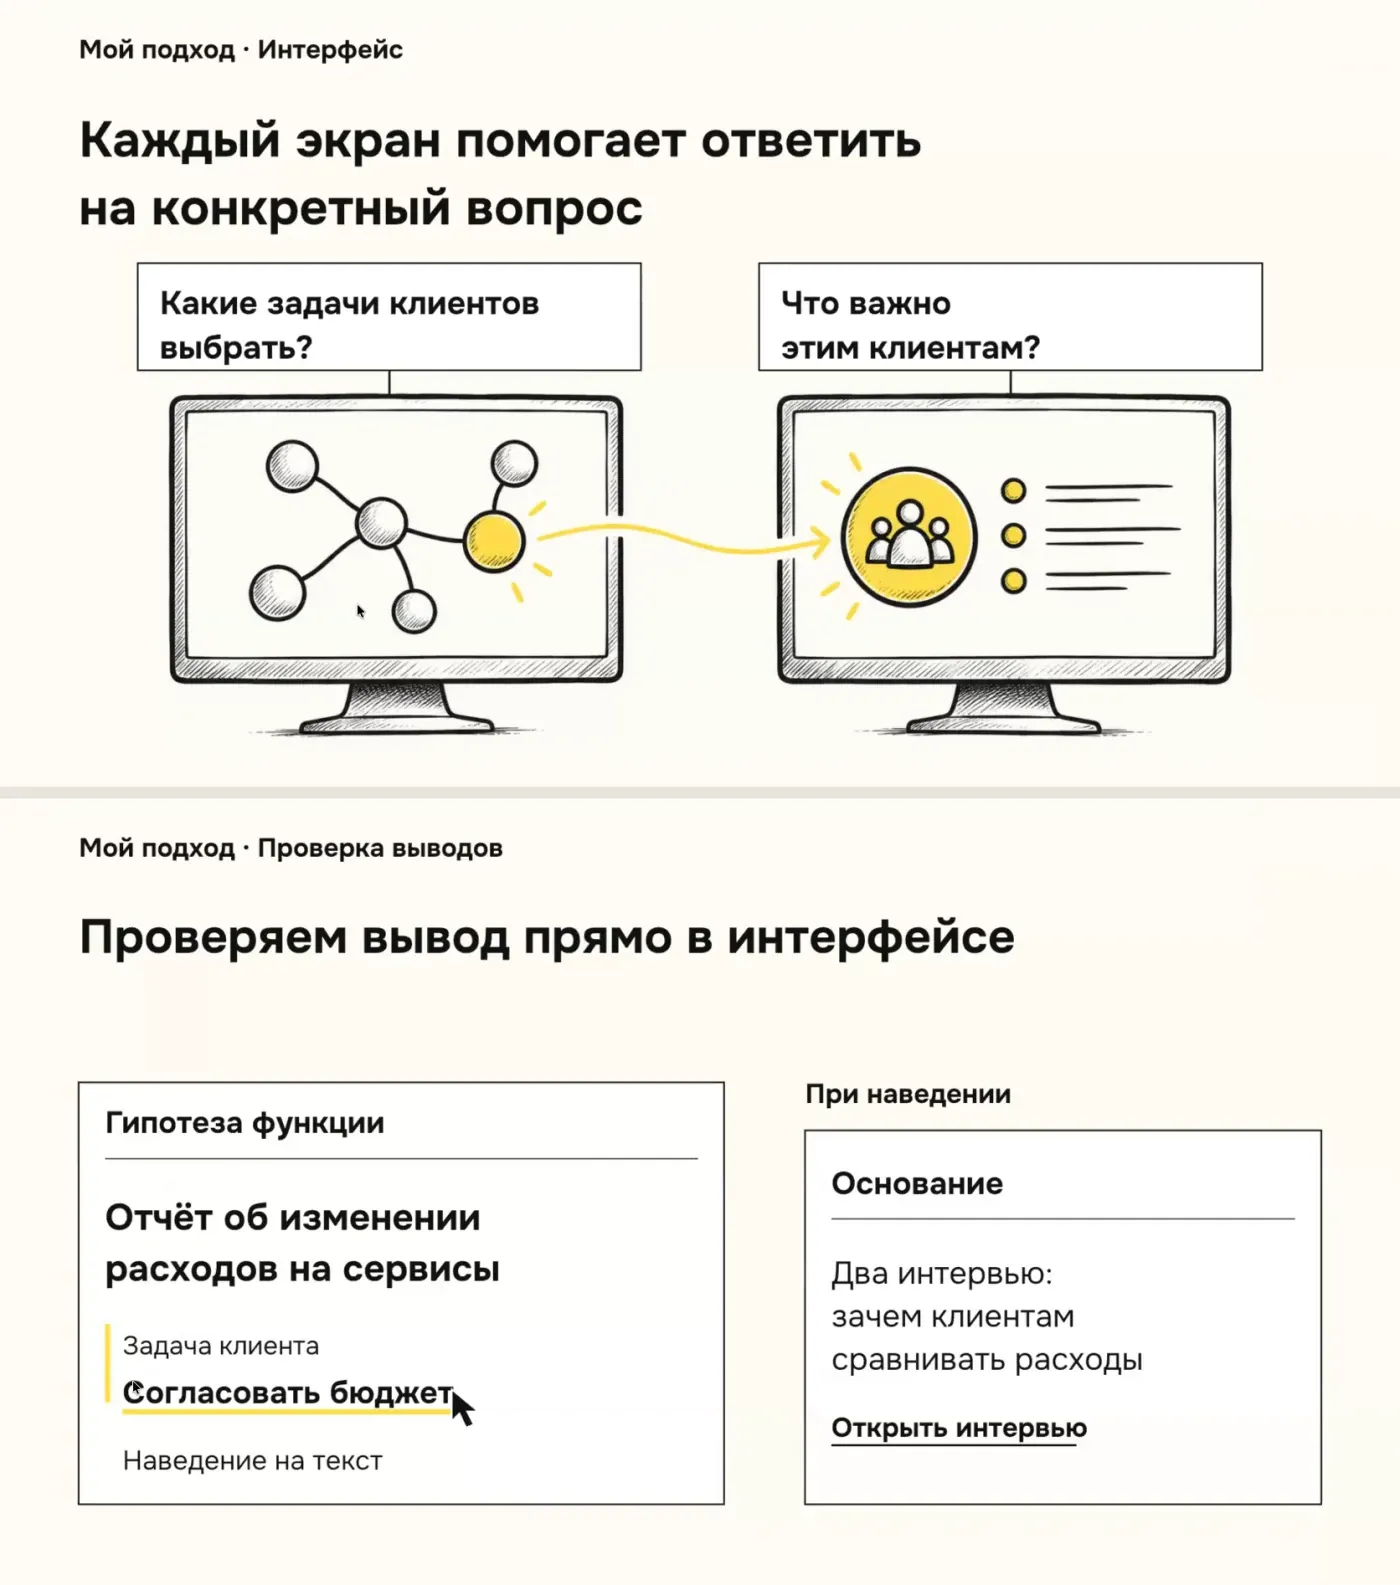 Мой подход · Интерфейс
Каждый экран помогает ответить
на конкретный вопрос
Какие задачи клиентов
выбрать?
Что важно
этим клиентам?
Мой подход · Проверка выводов
Проверяем вывод прямо в интерфейсе
Гипотеза функции
Отчёт об изменении
расходов на сервисы
Задача клиента
Согласовать бюджет
Наведение на текст
При наведении
Основание
Два интервью:
зачем клиентам
сравнивать расходы
Открыть интервью